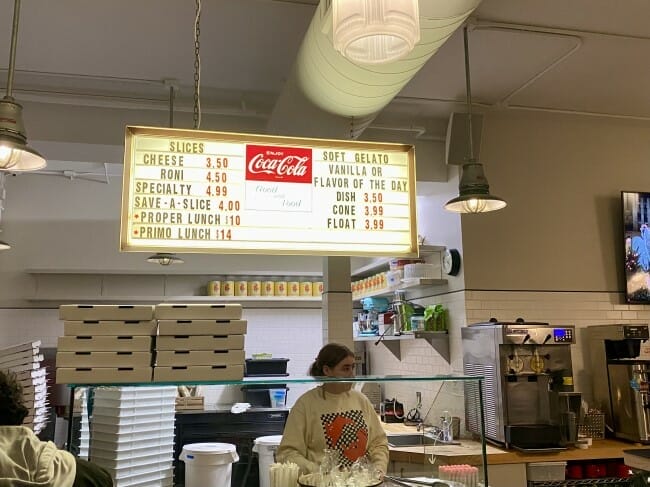 SLICES
CHEESE 3.50
RONI 4.50
SPECIALTY 4.99
SAVE-A-SLICE 4.00
*PROPER LUNCH $10
*PRIMO LUNCH $14
ENJOY
Coca-Cola
Good with Food
SOFT GELATO
VANILLA OR
FLAVOR OF THE DAY
DISH 3.50
CONE 3.99
FLOAT 3.99